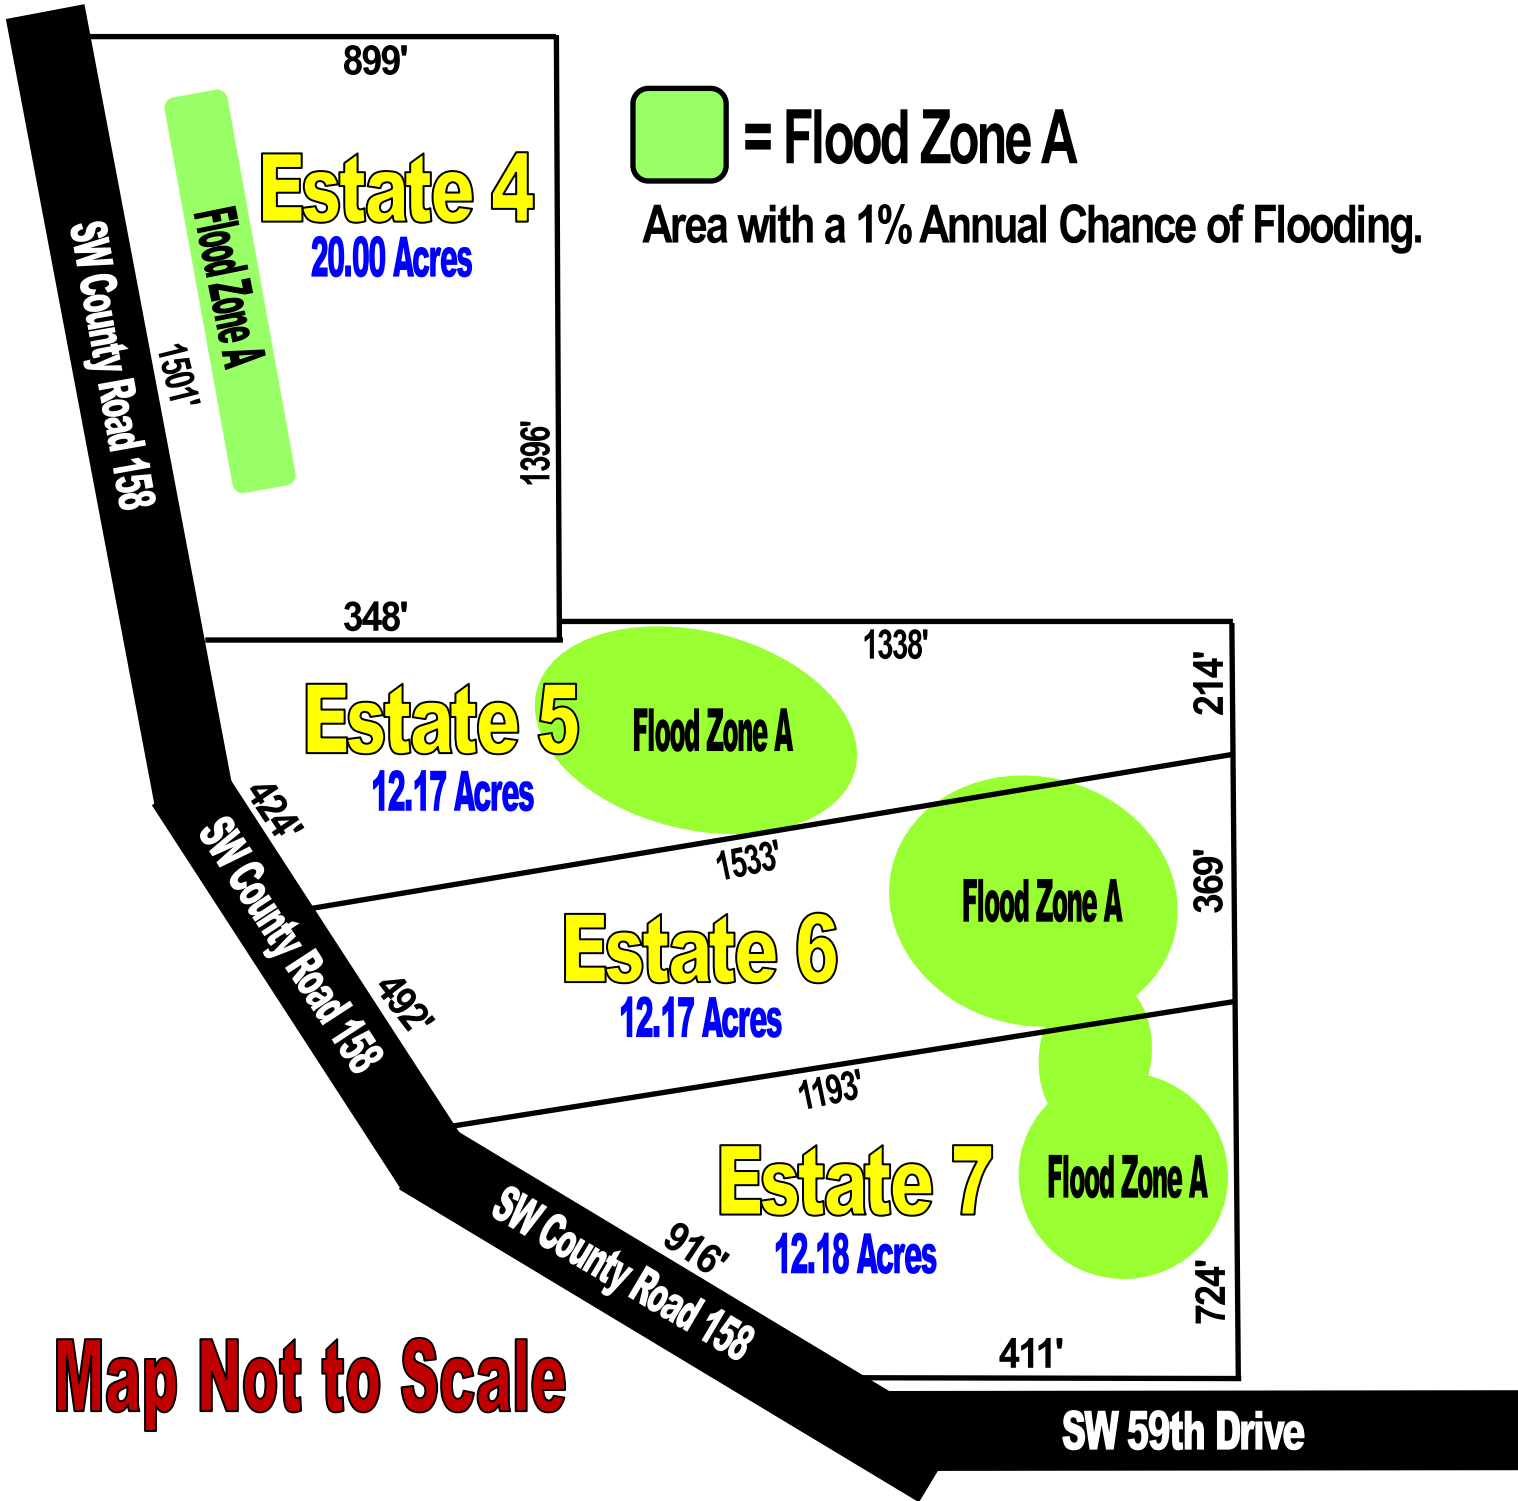 899'
= Flood Zone A
Area with a 1% Annual Chance of Flooding.
Estate 4
20.00 Acres
Flood Zone A
SW County Road 158
1501'
1396'
348'
1338'
214'
Estate 5
12.17 Acres
Flood Zone A
424'
1533'
SW County Road 158
369'
Flood Zone A
Estate 6
12.17 Acres
492'
1193'
Estate 7
12.18 Acres
Flood Zone A
SW County Road 158
916'
724'
411'
Map Not to Scale
SW 59th Drive